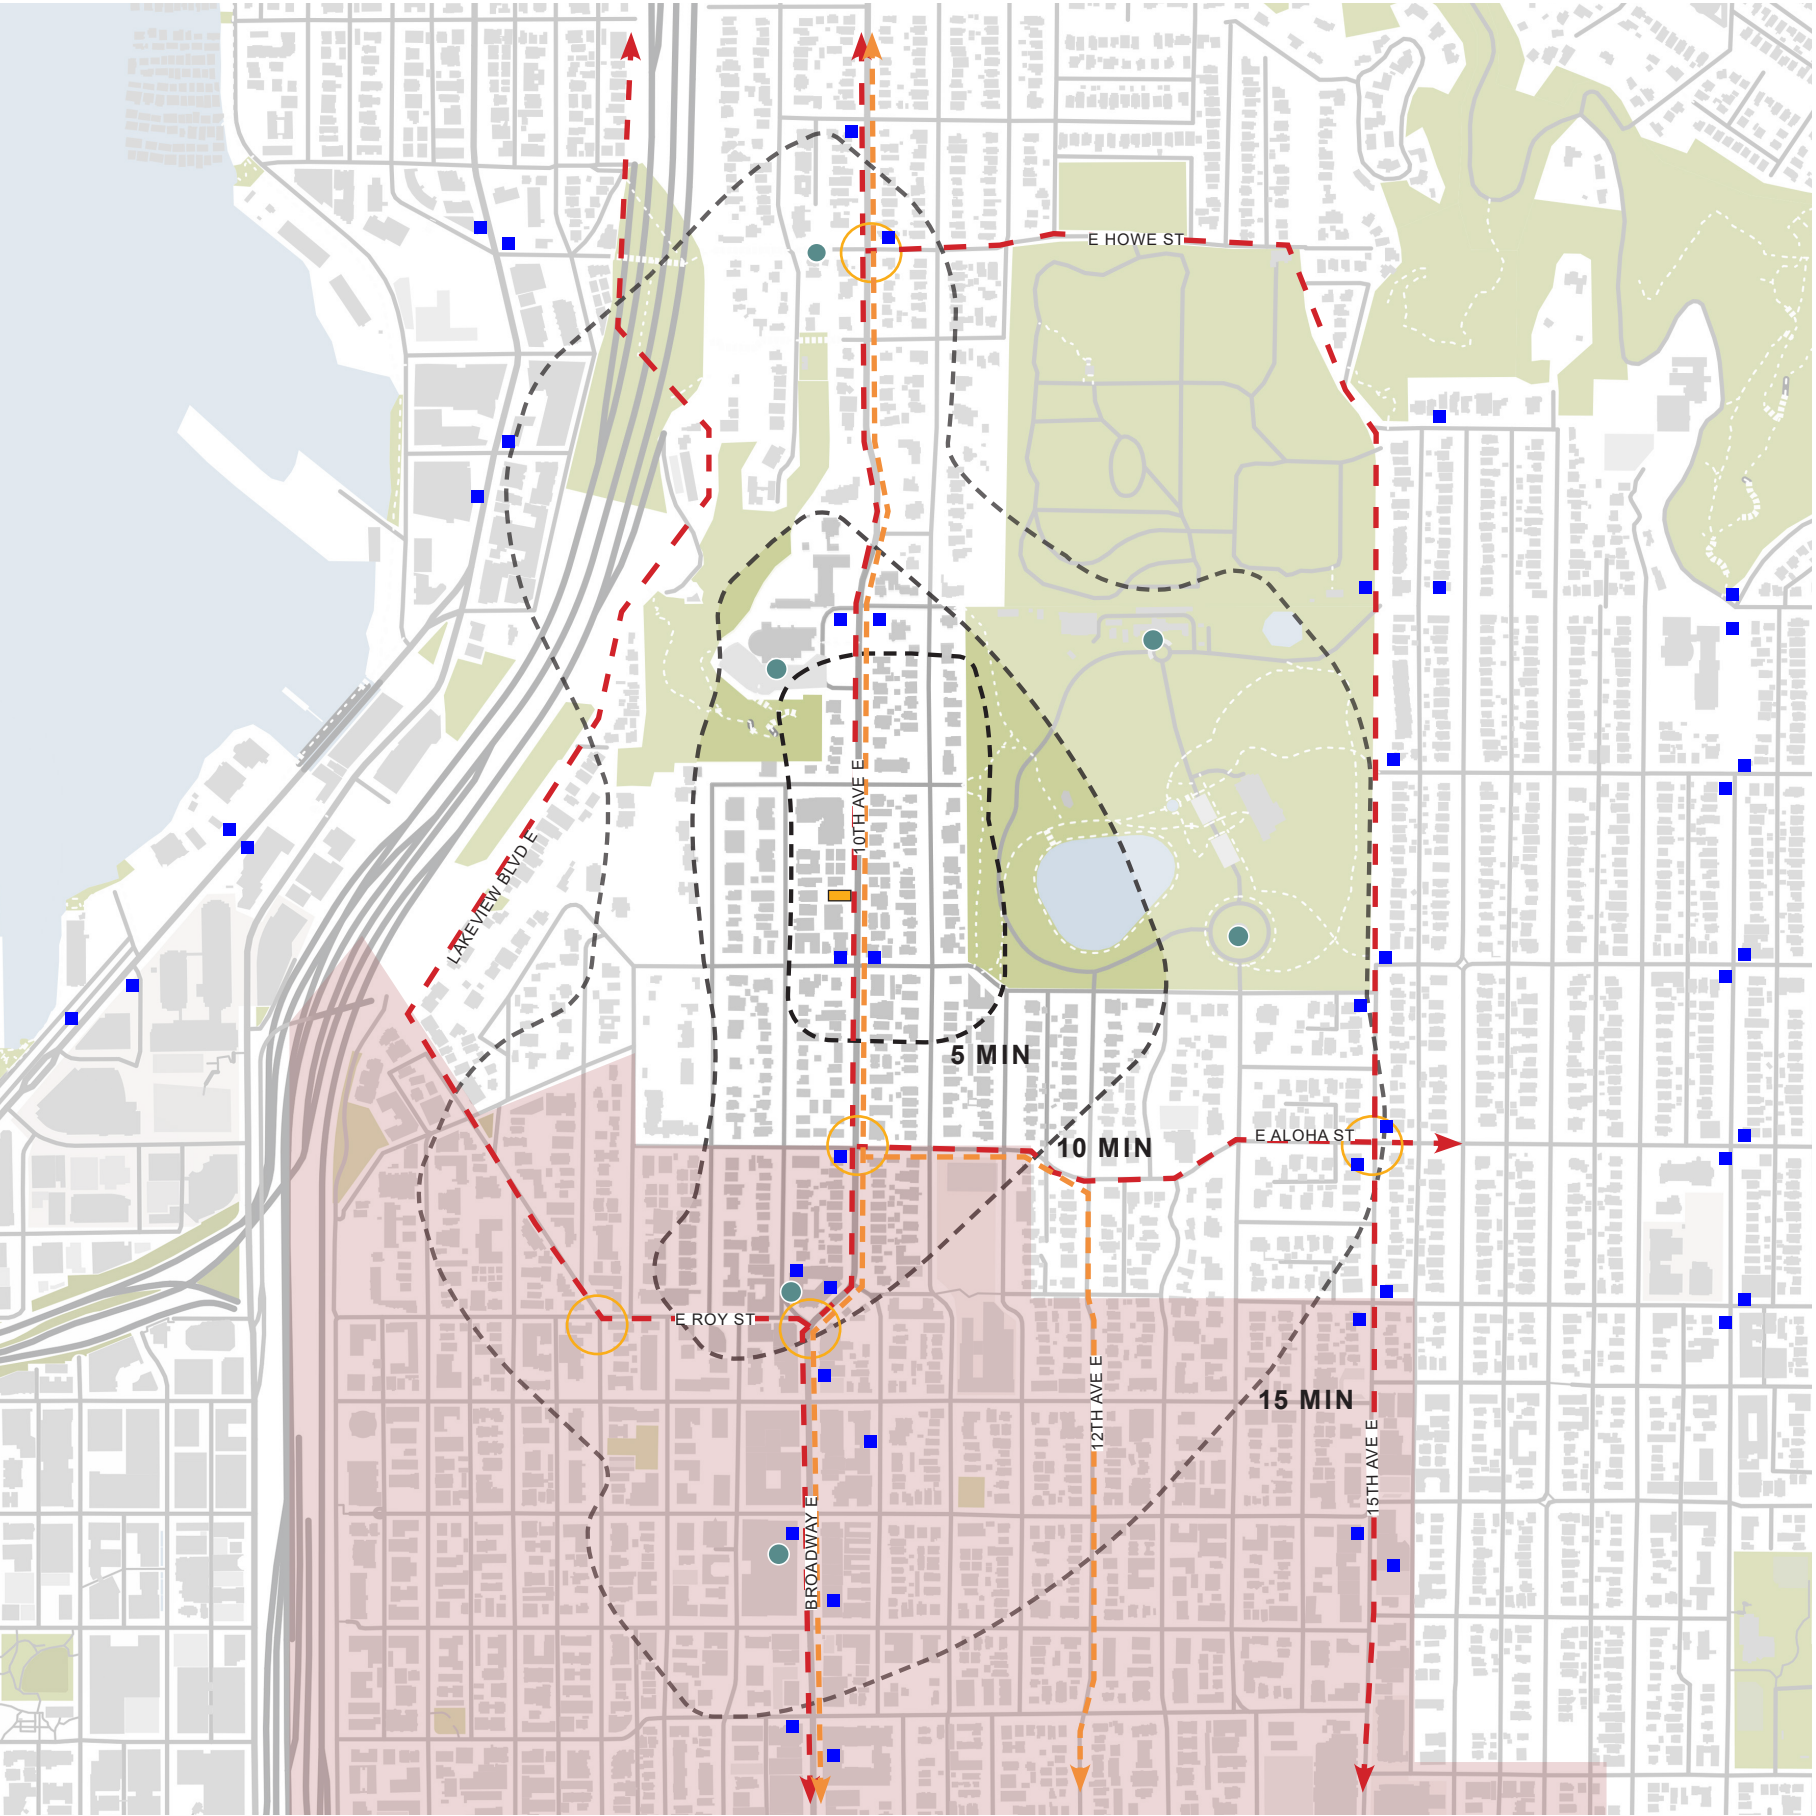 E HOWE ST
10TH AVE E
LAKEVIEW BLVD E
5 MIN
10 MIN
E ALOHA ST
E ROY ST
15 MIN
12TH AVE E
15TH AVE E
BROADWAY E